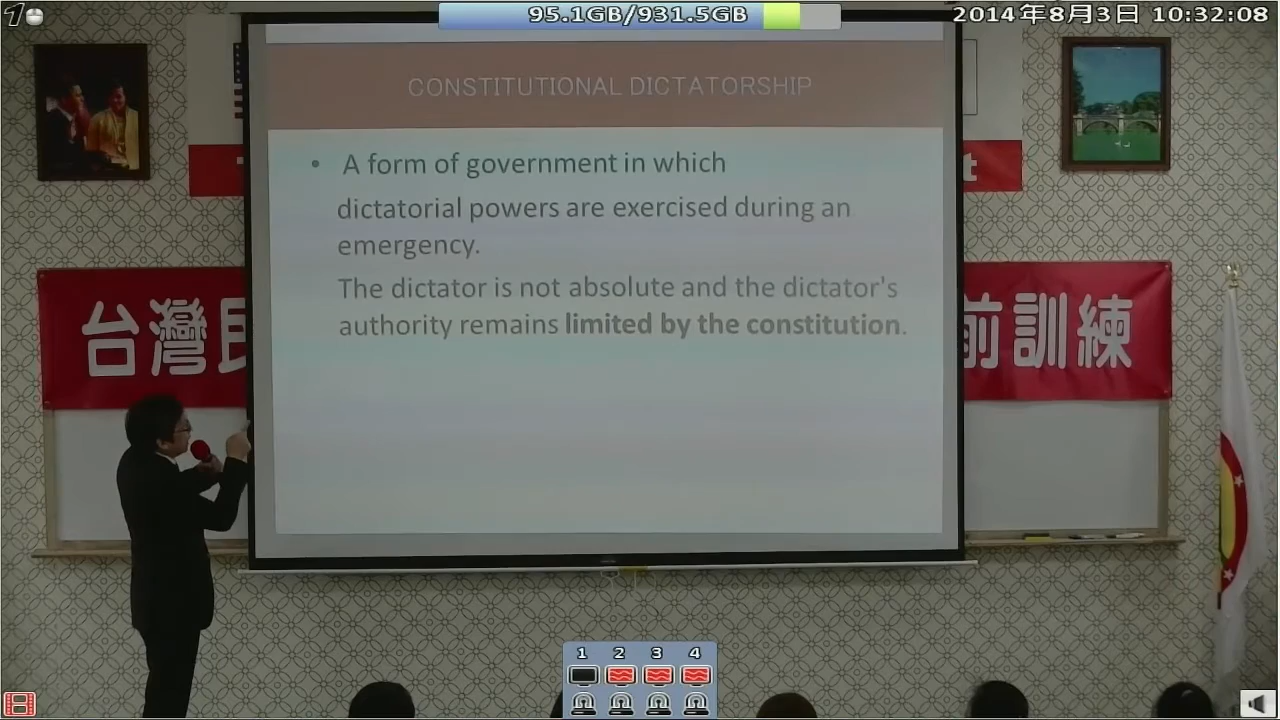 1
95.1GB/931.5GB
2014年8月3日 10:32:08
CONSTITUTIONAL DICTATORSHIP
• A form of government in which
dictatorial powers are exercised during an
emergency.
The dictator is not absolute and the dictator's
authority remains limited by the constitution.
t
台灣民
前訓練
1 2 3 4